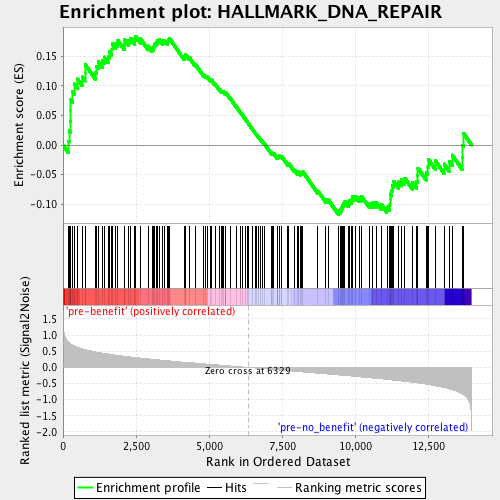 Enrichment plot: HALLMARK_DNA_REPAIR
Enrichment score (ES)
0.15
0.10
0.05
0.00
-0.05
-0.10
'pre-benefit' (positively correlated)
Ranked list metric (Signal2Noise)
1.5
1.0
0.5
0.0
-0.5
-1.0
-1.5
-2.0
Zero cross at 6329
'pre-no_benefit' (negatively correlated)
0
2,500
5,000
7,500
10,000
12,500
Rank in Ordered Dataset
Enrichment profile
Hits
Ranking metric scores